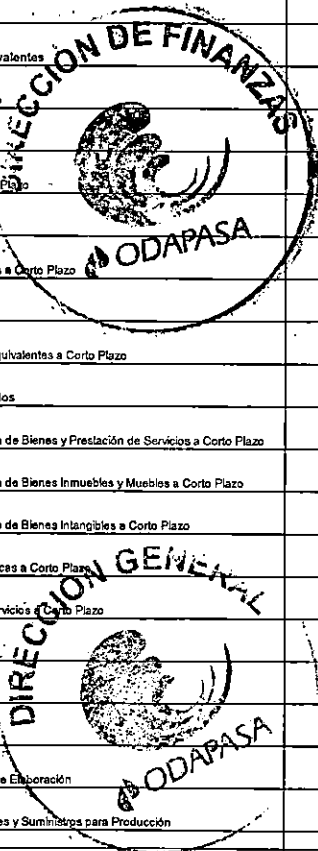 valentes
DIRECCIÓN DE FINANZAS
Plazo
ODAPASA
s a Corto Plazo
quivalentes a Corto Plazo
de Bienes y Prestación de Servicios a Corto Plazo
de Bienes Inmuebles y Muebles a Corto Plazo
de Bienes Intangibles a Corto Plazo
cas a Corto Plazo
DIRECCIÓN GENERAL
rvicios a Corto Plazo
ODAPASA
e Elaboración
es y Suministros para Producción